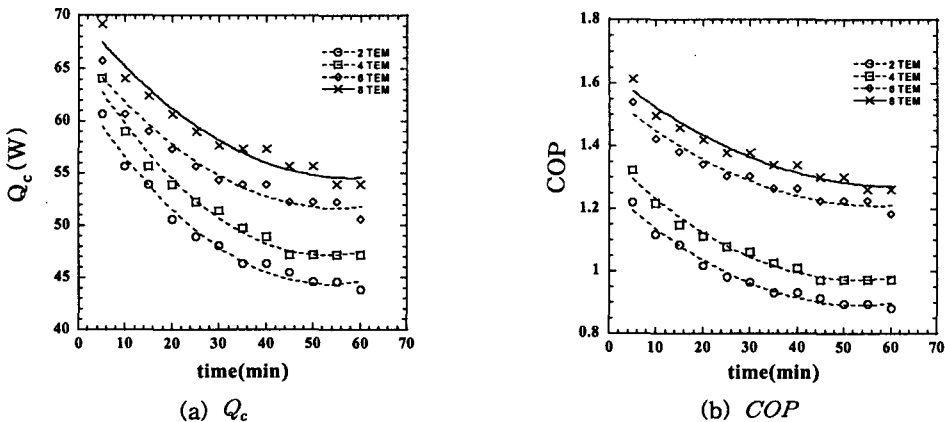 70
65
60
55
50
45
40
Q_c (W)
0 10 20 30 40 50 60 70
time(min)
2 TEM
4 TEM
6 TEM
8 TEM
(a) Q_c
1.8
1.6
1.4
1.2
1
0.8
COP
0 10 20 30 40 50 60 70
time(min)
2 TEM
4 TEM
6 TEM
8 TEM
(b) COP